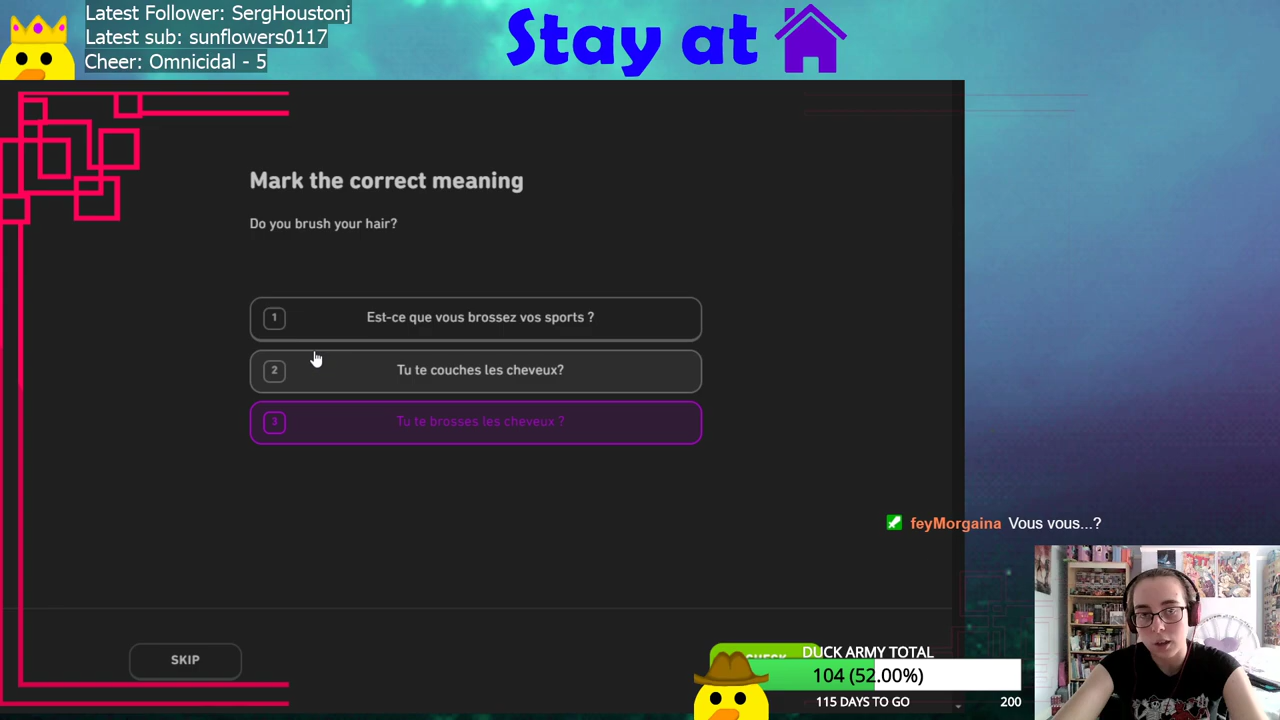 Latest Follower: SergHoustonj
Latest sub: sunflowers0117
Cheer: Omnicidal - 5
Stay at
Mark the correct meaning
Do you brush your hair?
1 Est-ce que vous brossez vos sports ?
2 Tu te couches les cheveux?
3 Tu te brosses les cheveux ?
feyMorgaina Vous vous...?
SKIP
CHECK
DUCK ARMY TOTAL
104 (52.00%)
115 DAYS TO GO 200